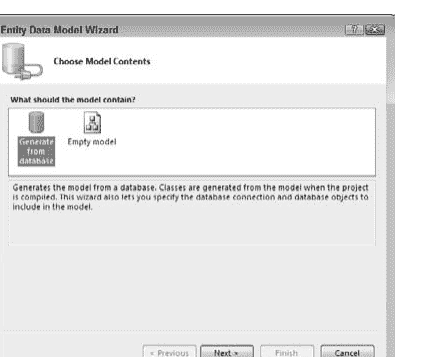 Entity Data Model Wizard
? X
Choose Model Contents
What should the model contain?
Generate Empty model
from
database
Generates the model from a database. Classes are generated from the model when the project
is compiled. This wizard also lets you specify the database connection and database objects to
include in the model.
< Previous Next > Finish Cancel